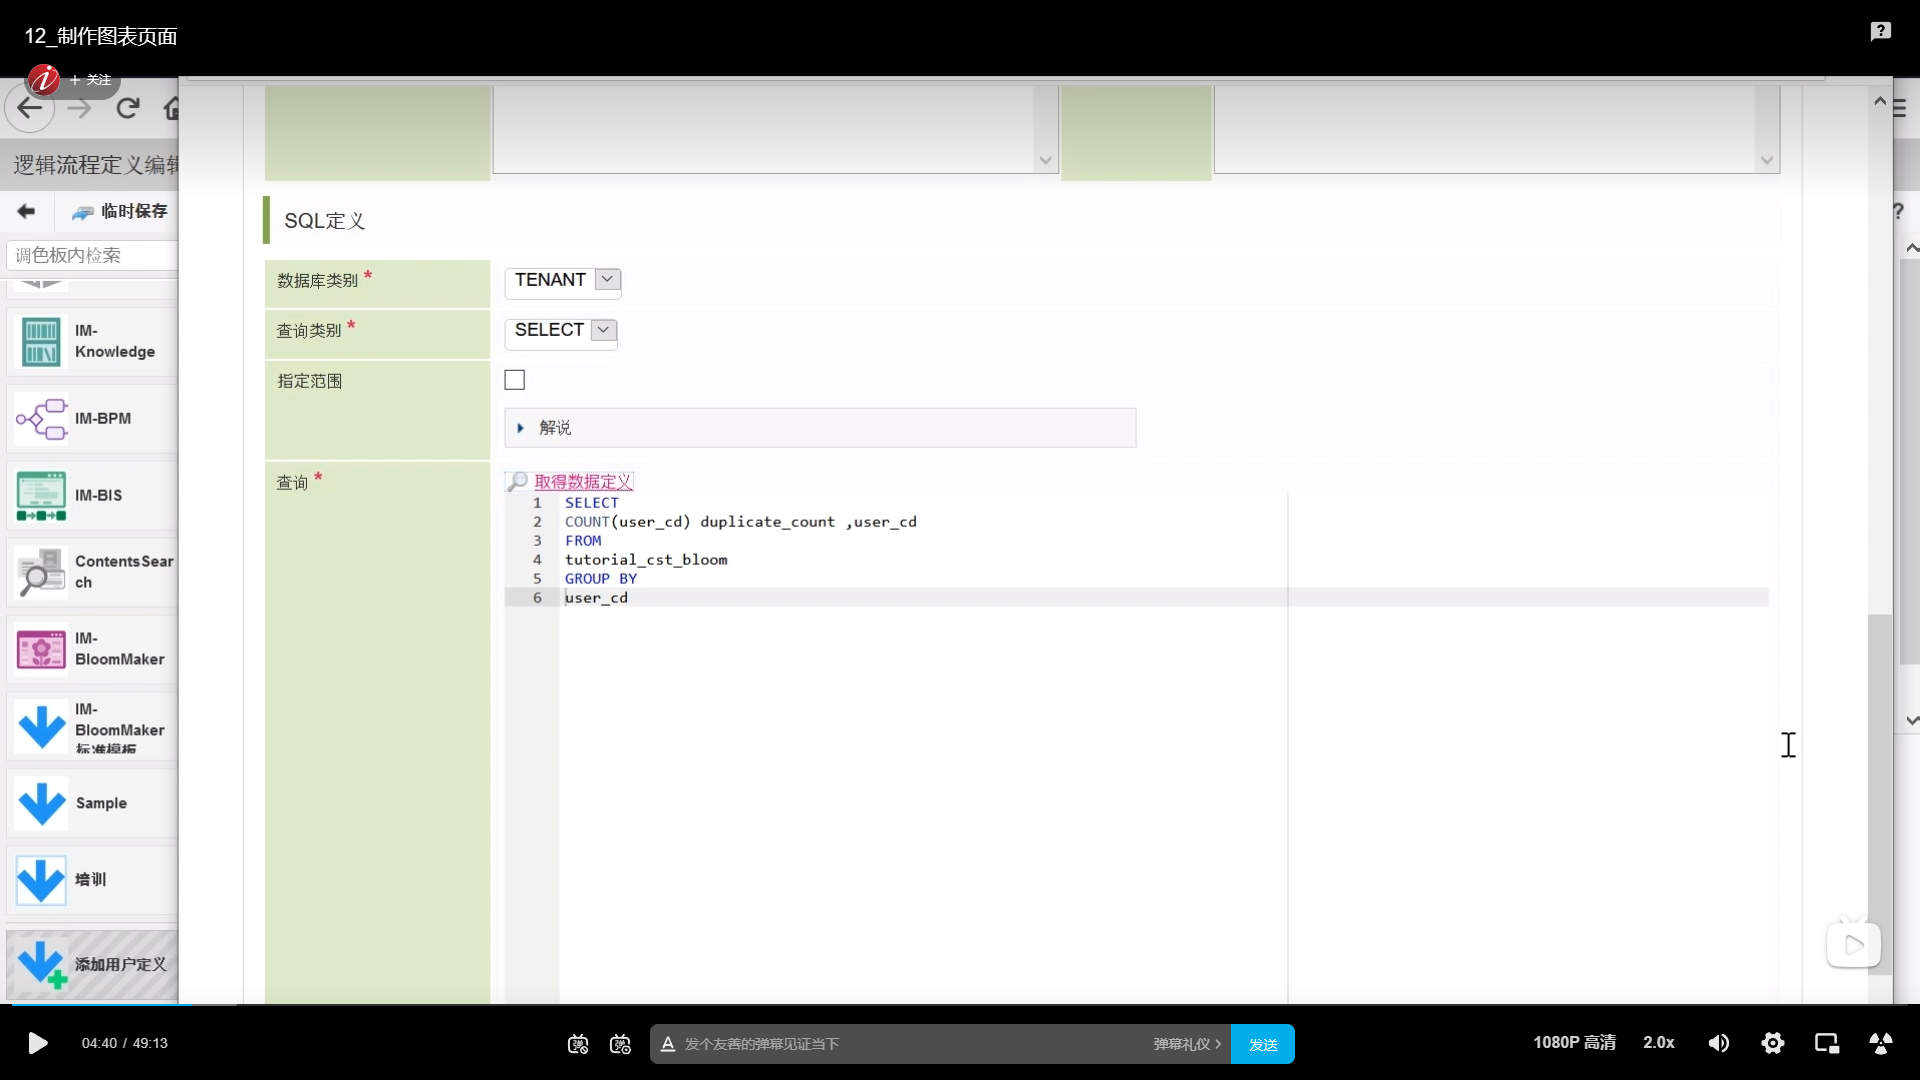 12_制作图表页面
+ 关注
逻辑流程定义编辑
临时保存
调色板内检索
IM-
Knowledge
IM-BPM
IM-BIS
ContentsSear
ch
IM-
BloomMaker
IM-
BloomMaker
标准模板
Sample
培训
添加用户定义
SQL定义
数据库类别 *
TENANT
查询类别 *
SELECT
指定范围
解说
查询 *
取得数据定义
1 SELECT
2 COUNT(user_cd) duplicate_count ,user_cd
3 FROM
4 tutorial_cst_bloom
5 GROUP BY
6 user_cd
04:40 / 49:13
发个友善的弹幕见证当下
弹幕礼仪
发送
1080P 高清
2.0x